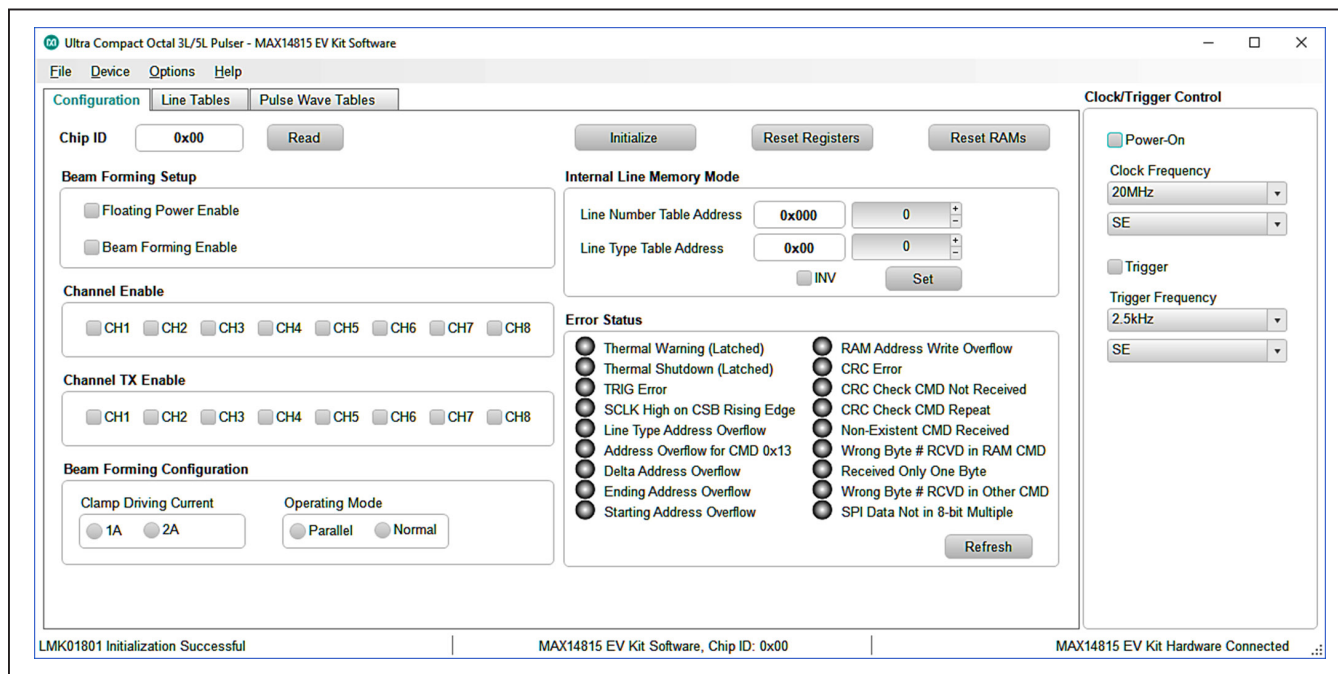 Ultra Compact Octal 3L/5L Pulser - MAX14815 EV Kit Software
File Device Options Help
Configuration Line Tables Pulse Wave Tables
Chip ID 0x00 Read Initialize Reset Registers Reset RAMs
Beam Forming Setup
Floating Power Enable
Beam Forming Enable
Channel Enable
CH1 CH2 CH3 CH4 CH5 CH6 CH7 CH8
Channel TX Enable
CH1 CH2 CH3 CH4 CH5 CH6 CH7 CH8
Beam Forming Configuration
Clamp Driving Current
1A 2A
Operating Mode
Parallel Normal
Internal Line Memory Mode
Line Number Table Address 0x000 0 + -
Line Type Table Address 0x00 0 + -
INV Set
Error Status
Thermal Warning (Latched)
Thermal Shutdown (Latched)
TRIG Error
SCLK High on CSB Rising Edge
Line Type Address Overflow
Address Overflow for CMD 0x13
Delta Address Overflow
Ending Address Overflow
Starting Address Overflow
RAM Address Write Overflow
CRC Error
CRC Check CMD Not Received
CRC Check CMD Repeat
Non-Existent CMD Received
Wrong Byte # RCVD in RAM CMD
Received Only One Byte
Wrong Byte # RCVD in Other CMD
SPI Data Not in 8-bit Multiple
Refresh
Clock/Trigger Control
Power-On
Clock Frequency
20MHz
SE
Trigger
Trigger Frequency
2.5kHz
SE
LMK01801 Initialization Successful
MAX14815 EV Kit Software, Chip ID: 0x00
MAX14815 EV Kit Hardware Connected